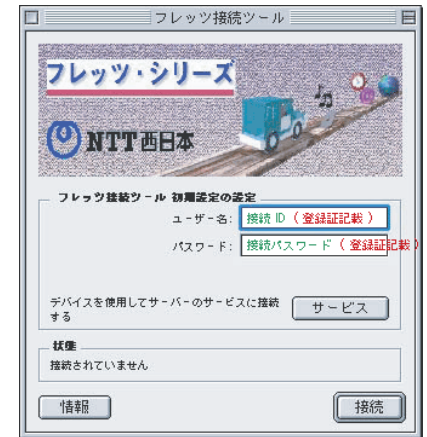 フレッツ接続ツール
フレッツ・シリーズ
NTT西日本
フレッツ接続ツール 初期設定の設定
ユーザー名:
接続 ID（登録証記載）
パスワード:
接続パスワード（登録証記載）
デバイスを使用してサーバーのサービスに接続
する
サービス
状態
接続されていません
情報
接続